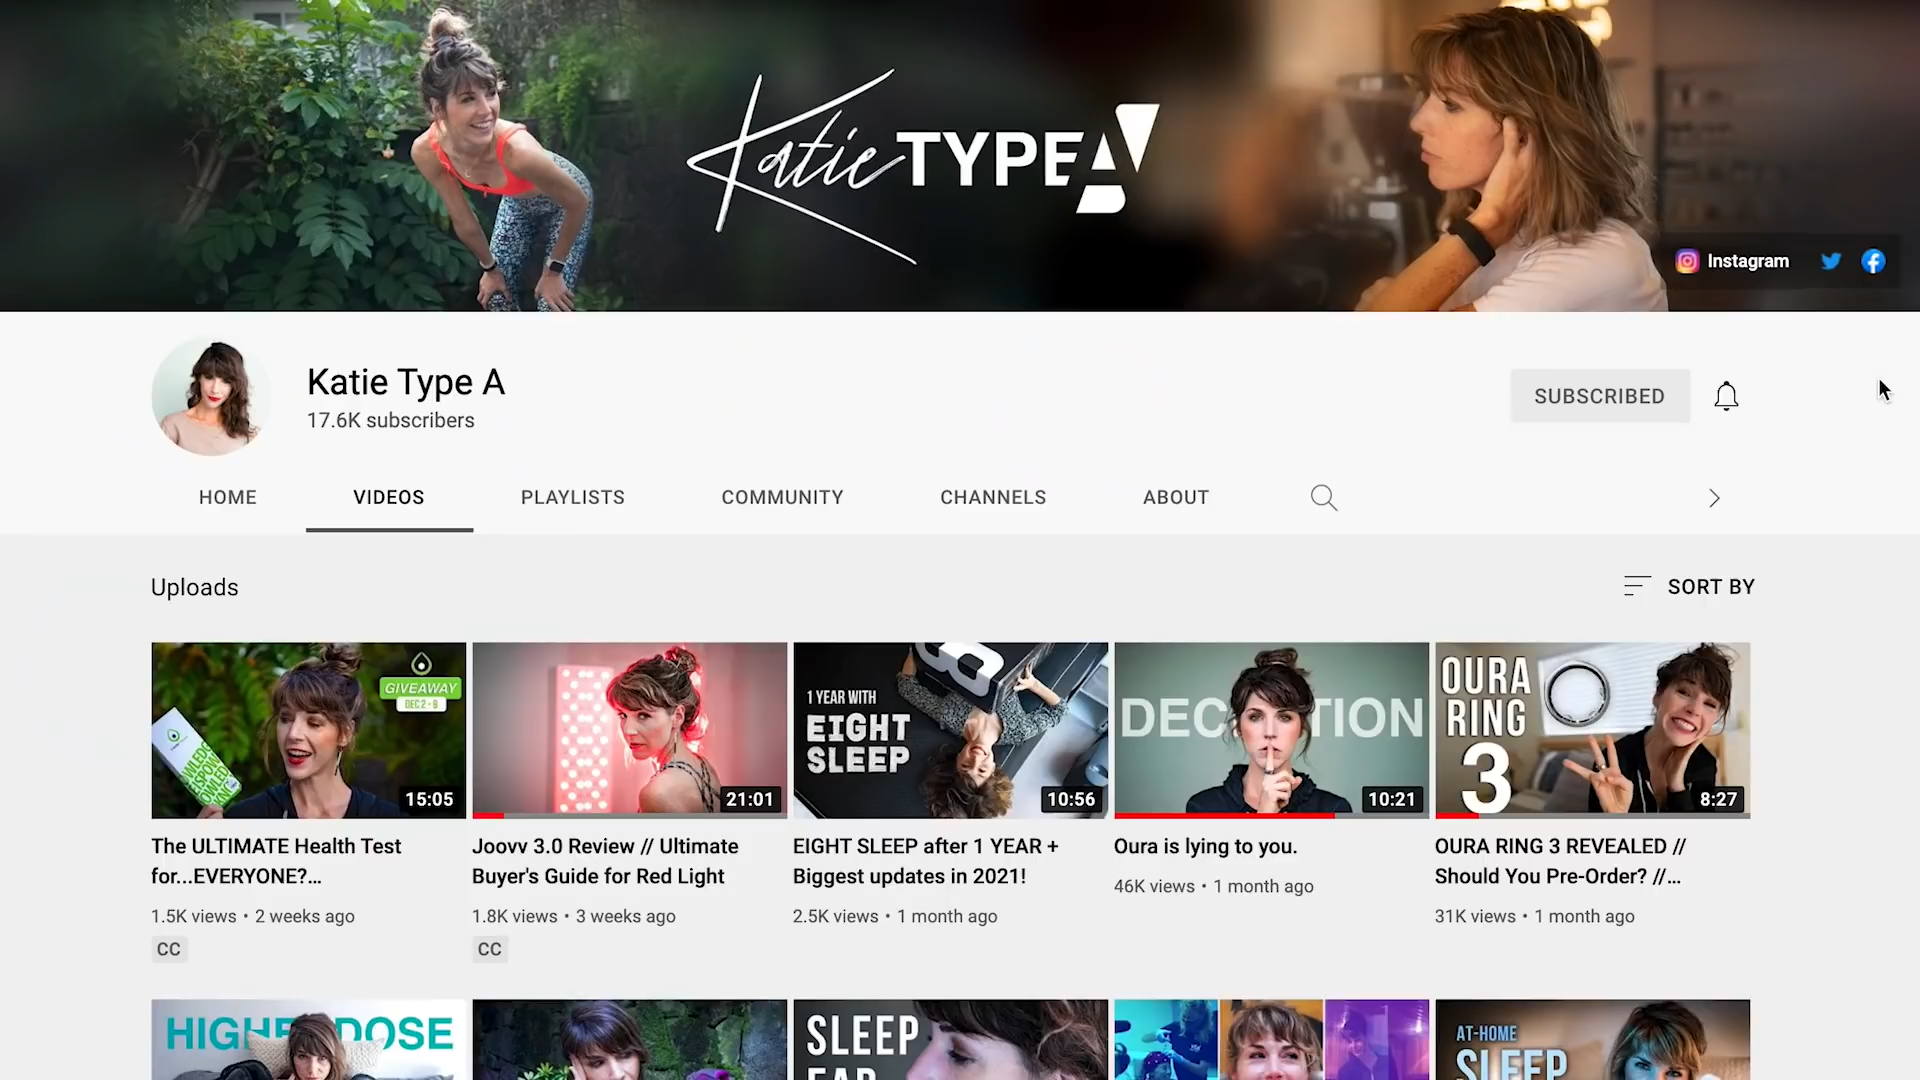 Katie TYPE A
Instagram
Katie Type A
17.6K subscribers
SUBSCRIBED
HOME
VIDEOS
PLAYLISTS
COMMUNITY
CHANNELS
ABOUT
Uploads
SORT BY
GIVEAWAY
DEC 2 - 9
15:05
21:01
1 YEAR WITH
EIGHT
SLEEP
8
10:56
DEC TION
10:21
OURA
RING
3
8:27
The ULTIMATE Health Test
for...EVERYONE?...
1.5K views • 2 weeks ago
CC
Joovv 3.0 Review // Ultimate
Buyer's Guide for Red Light
1.8K views • 3 weeks ago
CC
EIGHT SLEEP after 1 YEAR +
Biggest updates in 2021!
2.5K views • 1 month ago
Oura is lying to you.
46K views • 1 month ago
OURA RING 3 REVEALED //
Should You Pre-Order? //...
31K views • 1 month ago
DOSE
SLEEP
AT-HOME
SLEEP